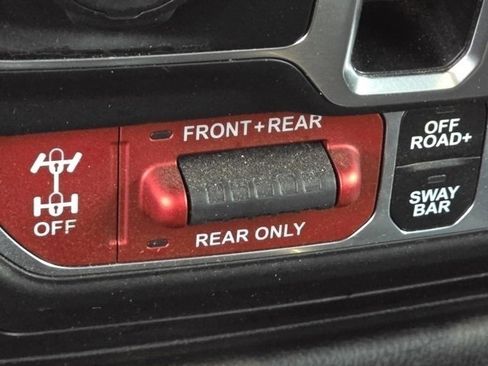 FRONT+REAR
OFF
ROAD+
SWAY
BAR
OFF
REAR ONLY